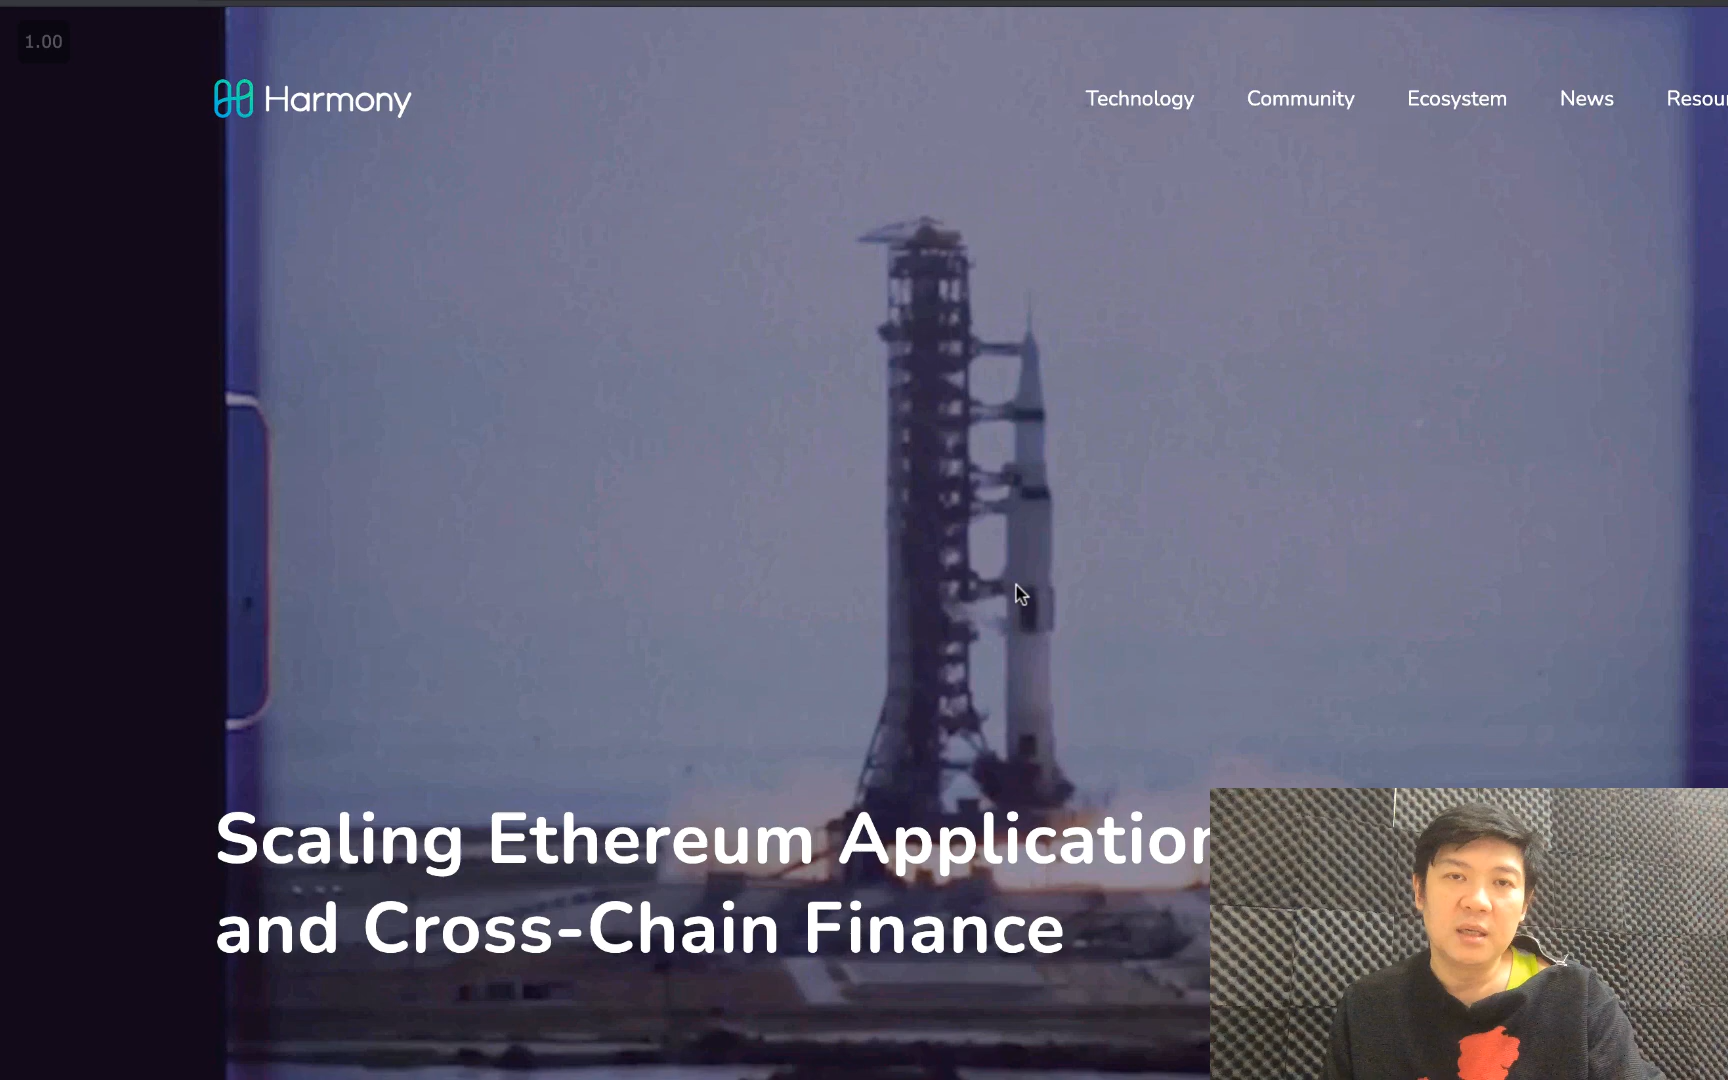 1.00
Harmony
Technology Community Ecosystem News
Scaling Ethereum
and Cross-Chain Finance